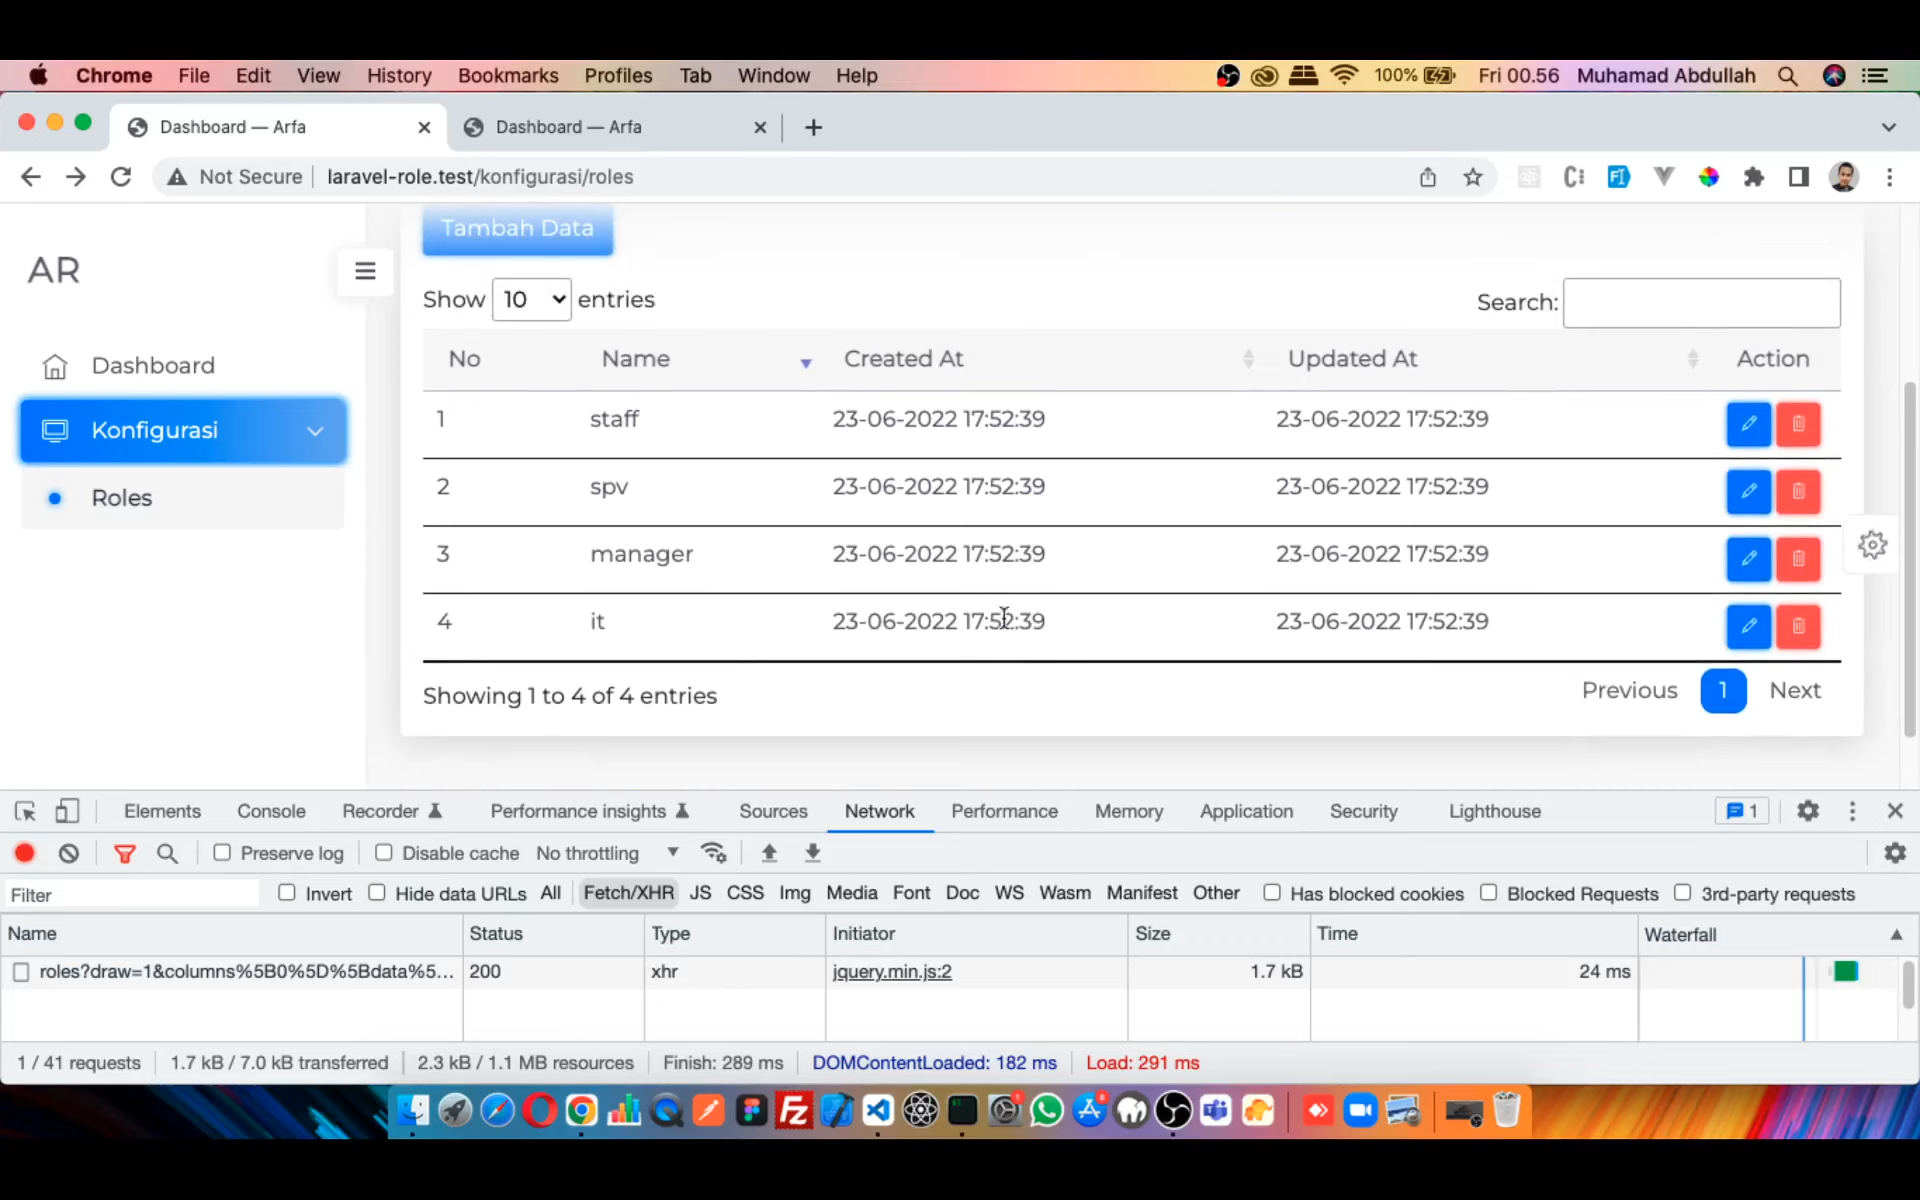 Chrome File Edit View History Bookmarks Profiles Tab Window Help 100% Fri 00.56 Muhamad Abdullah
Dashboard — Arfa Dashboard — Arfa
Not Secure laravel-role.test/konfigurasi/roles
Tambah Data
AR
Show 10 entries Search:
No Name Created At Updated At Action
Dashboard
1 staff 23-06-2022 17:52:39 23-06-2022 17:52:39
Konfigurasi
2 spv 23-06-2022 17:52:39 23-06-2022 17:52:39
Roles
3 manager 23-06-2022 17:52:39 23-06-2022 17:52:39
4 it 23-06-2022 17:52:39 23-06-2022 17:52:39
Showing 1 to 4 of 4 entries Previous 1 Next
Elements Console Recorder Performance insights Sources Network Performance Memory Application Security Lighthouse 1
Preserve log Disable cache No throttling
Filter Invert Hide data URLs All Fetch/XHR JS CSS Img Media Font Doc WS Wasm Manifest Other Has blocked cookies Blocked Requests 3rd-party requests
Name Status Type Initiator Size Time Waterfall
roles?draw=1&columns%5B0%5D%5Bdata%5... 200 xhr jquery.min.js:2 1.7 kB 24 ms
1 / 41 requests 1.7 kB / 7.0 kB transferred 2.3 kB / 1.1 MB resources Finish: 289 ms DOMContentLoaded: 182 ms Load: 291 ms